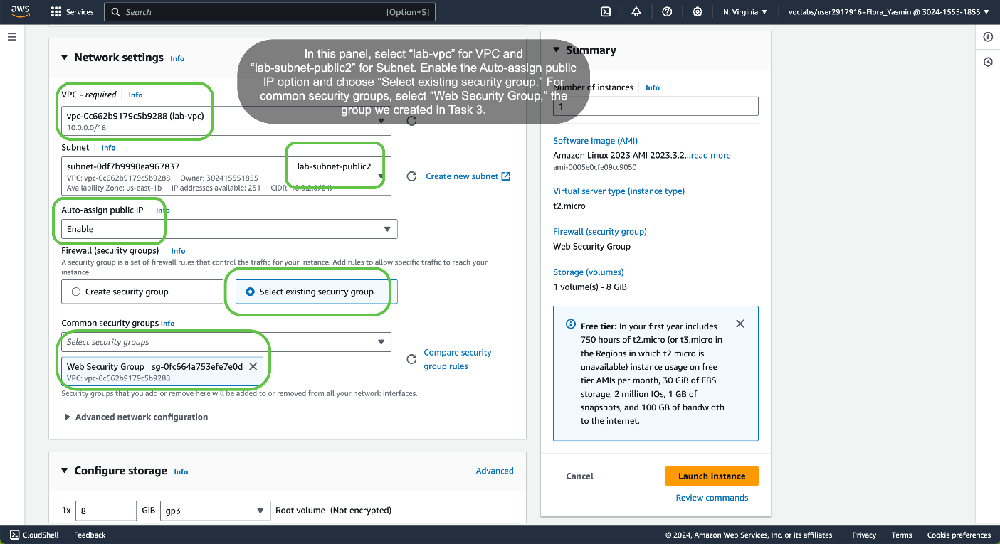 aws
Services
Search
[Option+S]
N. Virginia
voclabs/user2917916=Flora_Yasmin @ 3024-1555-1855
Network settings Info
In this panel, select “lab-vpc” for VPC and
“lab-subnet-public2” for Subnet. Enable the Auto-assign public
IP option and choose “Select existing security group.” For
common security groups, select “Web Security Group,” the
group we created in Task 3.
VPC - required Info
vpc-0c662b9179c5b9288 (lab-vpc)
10.0.0.0/16
Subnet Info
subnet-0df7b9990ea967837 lab-subnet-public2
VPC: vpc-0c662b9179c5b9288 Owner: 302415551855
Availability Zone: us-east-1b IP addresses available: 251 CIDR: 10.0.2.0/24)
Create new subnet
Auto-assign public IP Info
Enable
Firewall (security groups) Info
A security group is a set of firewall rules that control the traffic for your instance. Add rules to allow specific traffic to reach your
instance.
Create security group
Select existing security group
Common security groups Info
Select security groups
Web Security Group sg-0fc664a753efe7e0d
VPC: vpc-0c662b9179c5b9288
Compare security
group rules
Security groups that you add or remove here will be added to or removed from all your network interfaces.
Advanced network configuration
Configure storage Info
Advanced
1x 8 GiB gp3 Root volume (Not encrypted)
Summary
Number of instances Info
1
Software Image (AMI)
Amazon Linux 2023 AMI 2023.3.2...read more
ami-0005e0cfe09cc9050
Virtual server type (instance type)
t2.micro
Firewall (security group)
Web Security Group
Storage (volumes)
1 volume(s) - 8 GiB
Free tier: In your first year includes
750 hours of t2.micro (or t3.micro in
the Regions in which t2.micro is
unavailable) instance usage on free
tier AMIs per month, 30 GiB of EBS
storage, 2 million IOs, 1 GB of
snapshots, and 100 GB of bandwidth
to the internet.
Cancel
Launch instance
Review commands
CloudShell
Feedback
© 2024, Amazon Web Services, Inc. or its affiliates.
Privacy
Terms
Cookie preferences